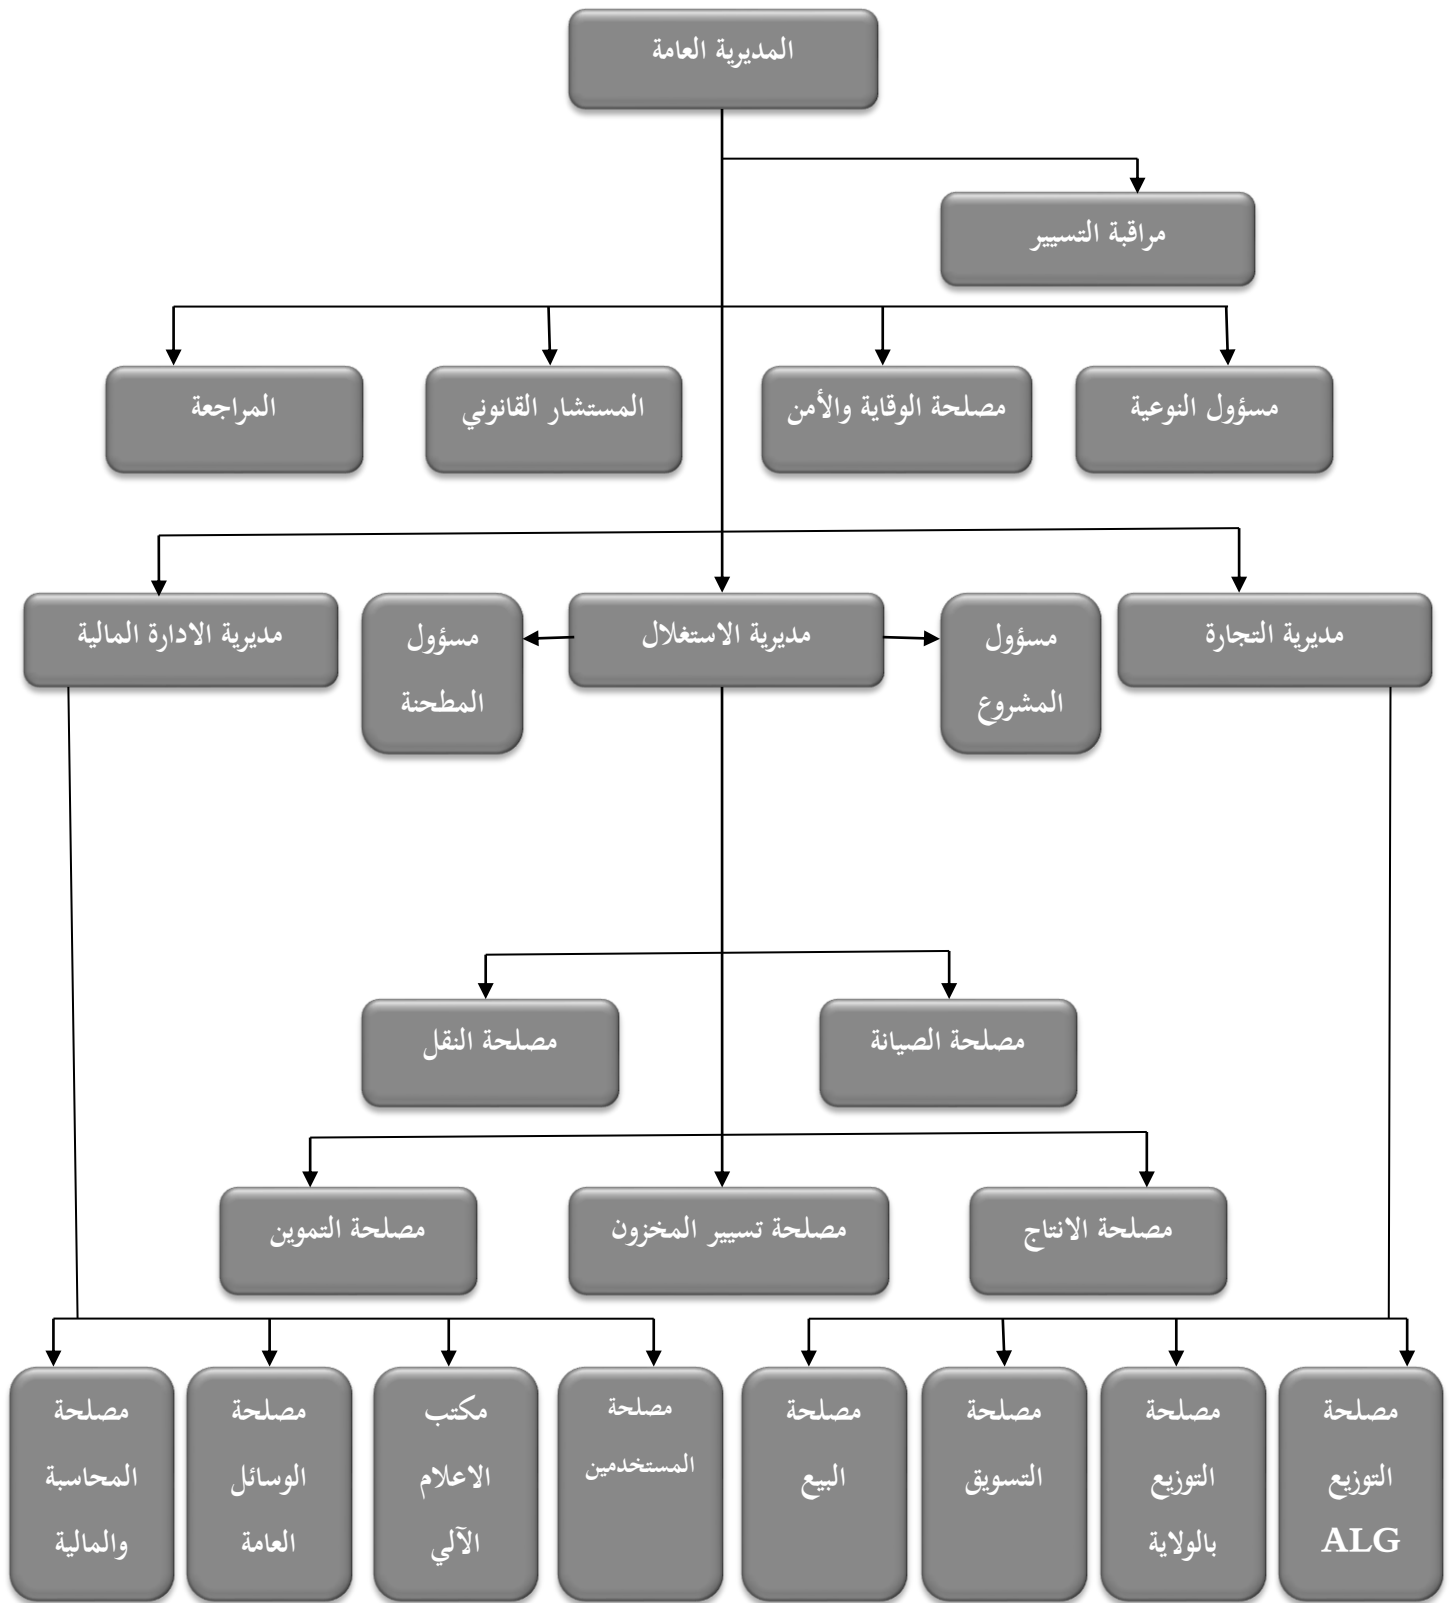 المديرية العامة
مراقبة التسيير
مسؤول النوعية
مصلحة الوقاية والأمن
المستشار القانوني
المراجعة
مديرية التجارة
مسؤول
المشروع
مديرية الاستغلال
مسؤول
المطحنة
مديرية الادارة المالية
مصلحة الصيانة
مصلحة النقل
مصلحة الانتاج
مصلحة تسيير المخزون
مصلحة التموين
مصلحة
التوزيع
ALG
مصلحة
التوزيع
بالولاية
مصلحة
التسويق
مصلحة
البيع
مصلحة
المستخدمين
مكتب
الاعلام
الآلي
مصلحة
الوسائل
العامة
مصلحة
المحاسبة
والمالية